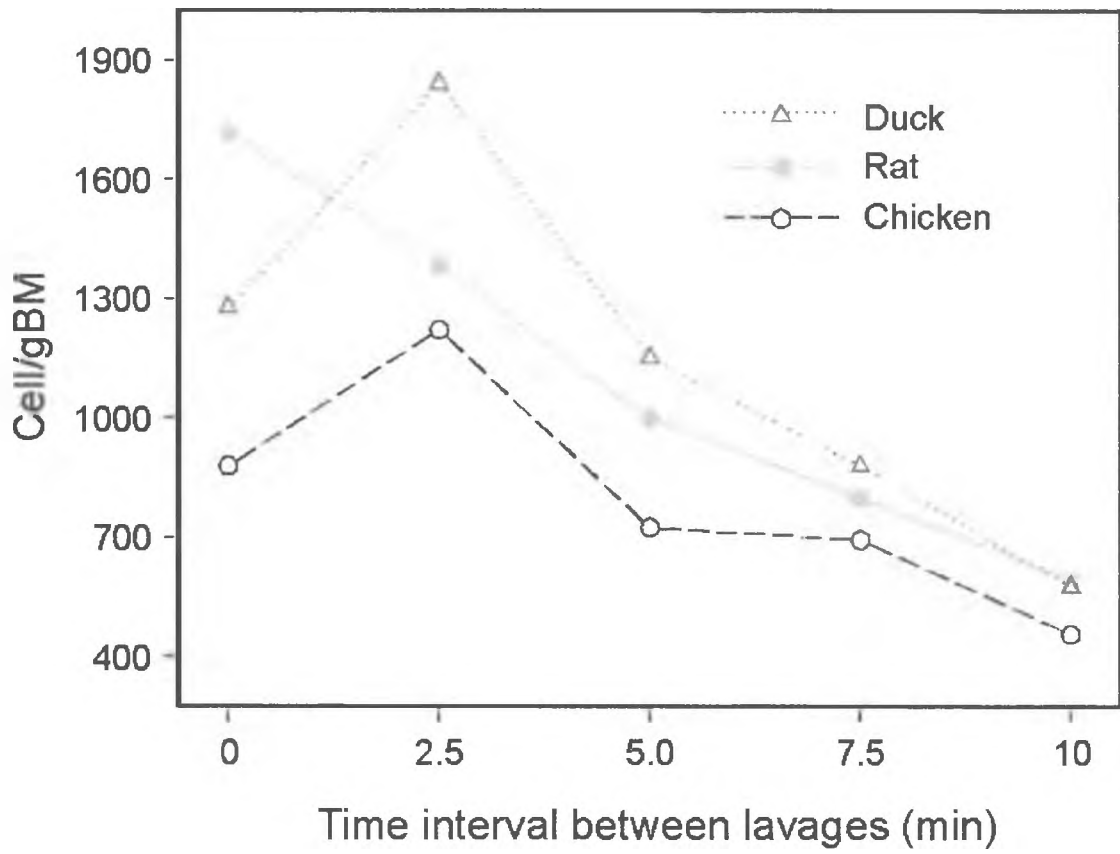 Cell/gBM
1900
1600
1300
1000
700
400
Duck
Rat
Chicken
0 2.5 5.0 7.5 10
Time interval between lavages (min)